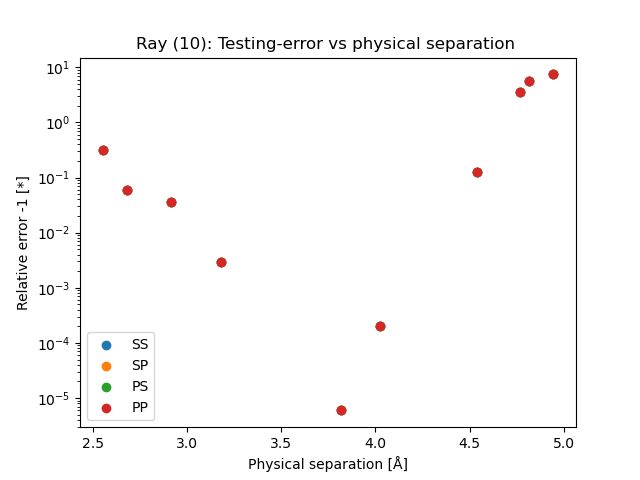 Ray (10): Testing-error vs physical separation
10¹
10⁰
10⁻¹
10⁻²
10⁻³
10⁻⁴
10⁻⁵
Relative error -1 [*]
SS
SP
PS
PP
2.5 3.0 3.5 4.0 4.5 5.0
Physical separation [Å]